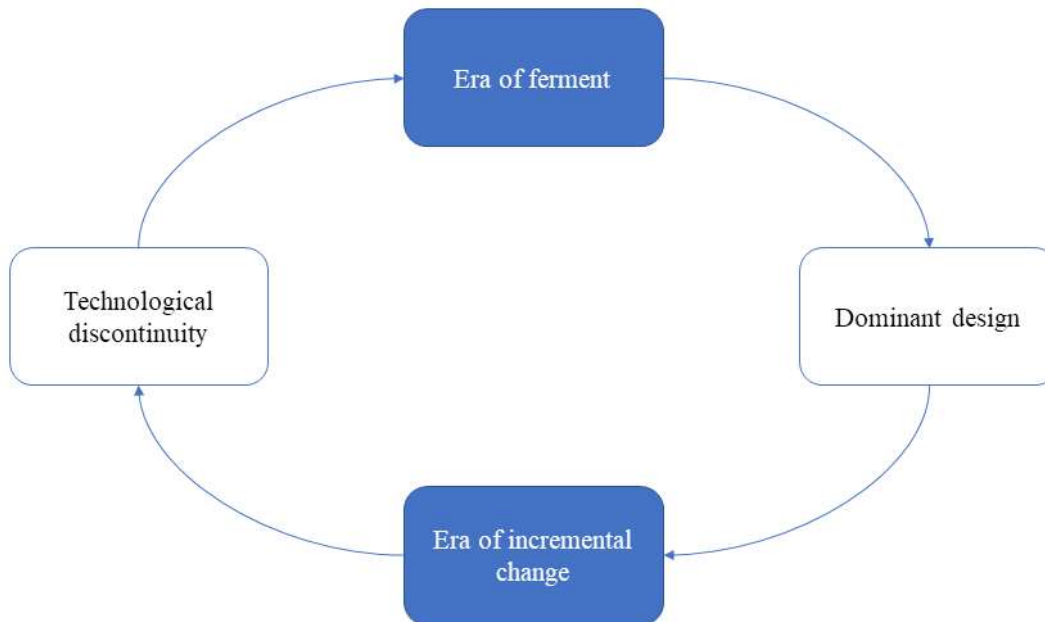 Era of ferment
Technological
discontinuity
Dominant design
Era of incremental
change